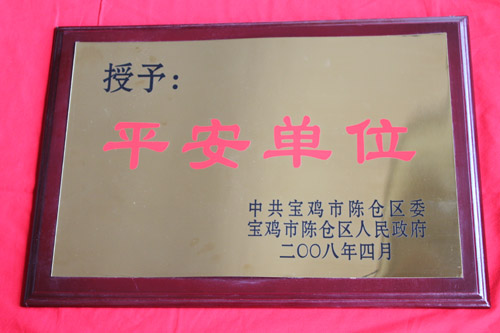 授予：
平安单位
中共宝鸡市陈仓区委
宝鸡市陈仓区人民政府
二〇〇八年四月